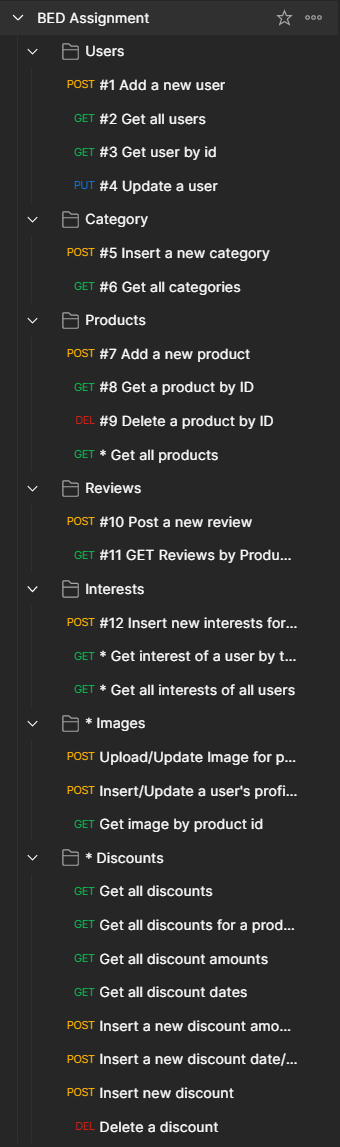 BED Assignment
Users
POST #1 Add a new user
GET #2 Get all users
GET #3 Get user by id
PUT #4 Update a user
Category
POST #5 Insert a new category
GET #6 Get all categories
Products
POST #7 Add a new product
GET #8 Get a product by ID
DEL #9 Delete a product by ID
GET * Get all products
Reviews
POST #10 Post a new review
GET #11 GET Reviews by Produ...
Interests
POST #12 Insert new interests for...
GET * Get interest of a user by t...
GET * Get all interests of all users
* Images
POST Upload/Update Image for p...
POST Insert/Update a user's profi...
GET Get image by product id
* Discounts
GET Get all discounts
GET Get all discounts for a prod...
GET Get all discount amounts
GET Get all discount dates
POST Insert a new discount amo...
POST Insert a new discount date/...
POST Insert new discount
DEL Delete a discount